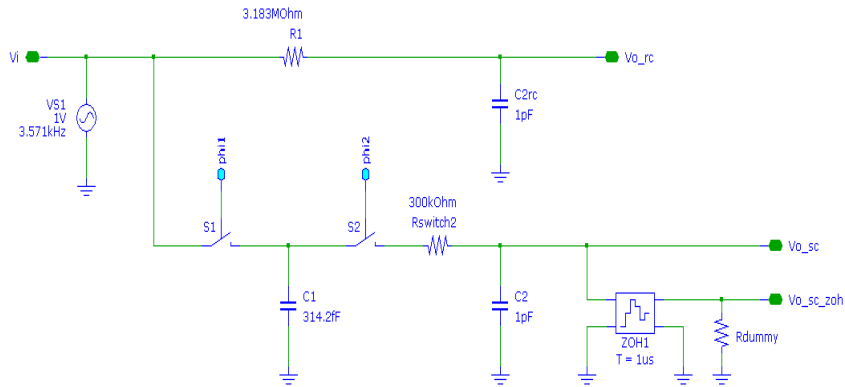 3.183MOhm
R1
Vi
Vo_rc
VS1
1V
3.571kHz
C2rc
1pF
phi1
phi2
300kOhm
Rswitch2
S1
S2
Vo_sc
C1
314.2fF
C2
1pF
Vo_sc_zoh
ZOH1
T = 1us
Rdummy